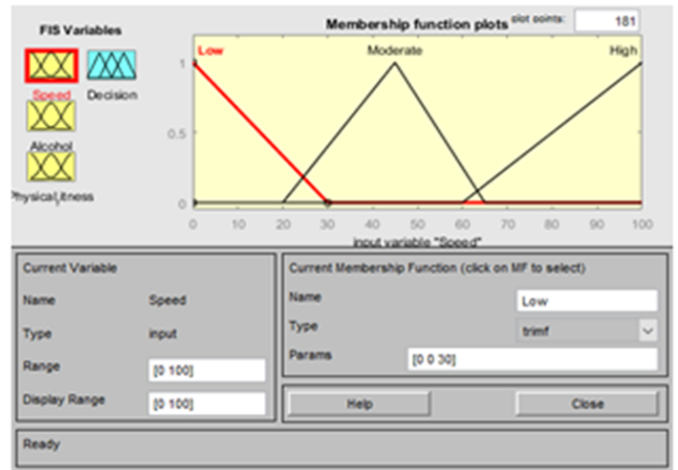 FIS Variables
Membership function plots plot points: 181
Low Moderate High
1
0.5
0
0 10 20 30 40 50 60 70 80 90 100
input variable "Speed"
Speed Decision
Alcohol
Physical,itness
Current Variable
Name Speed
Type input
Range [0 100]
Display Range [0 100]
Current Membership Function (click on MF to select)
Name Low
Type trimf
Params [0 0 30]
Help Close
Ready